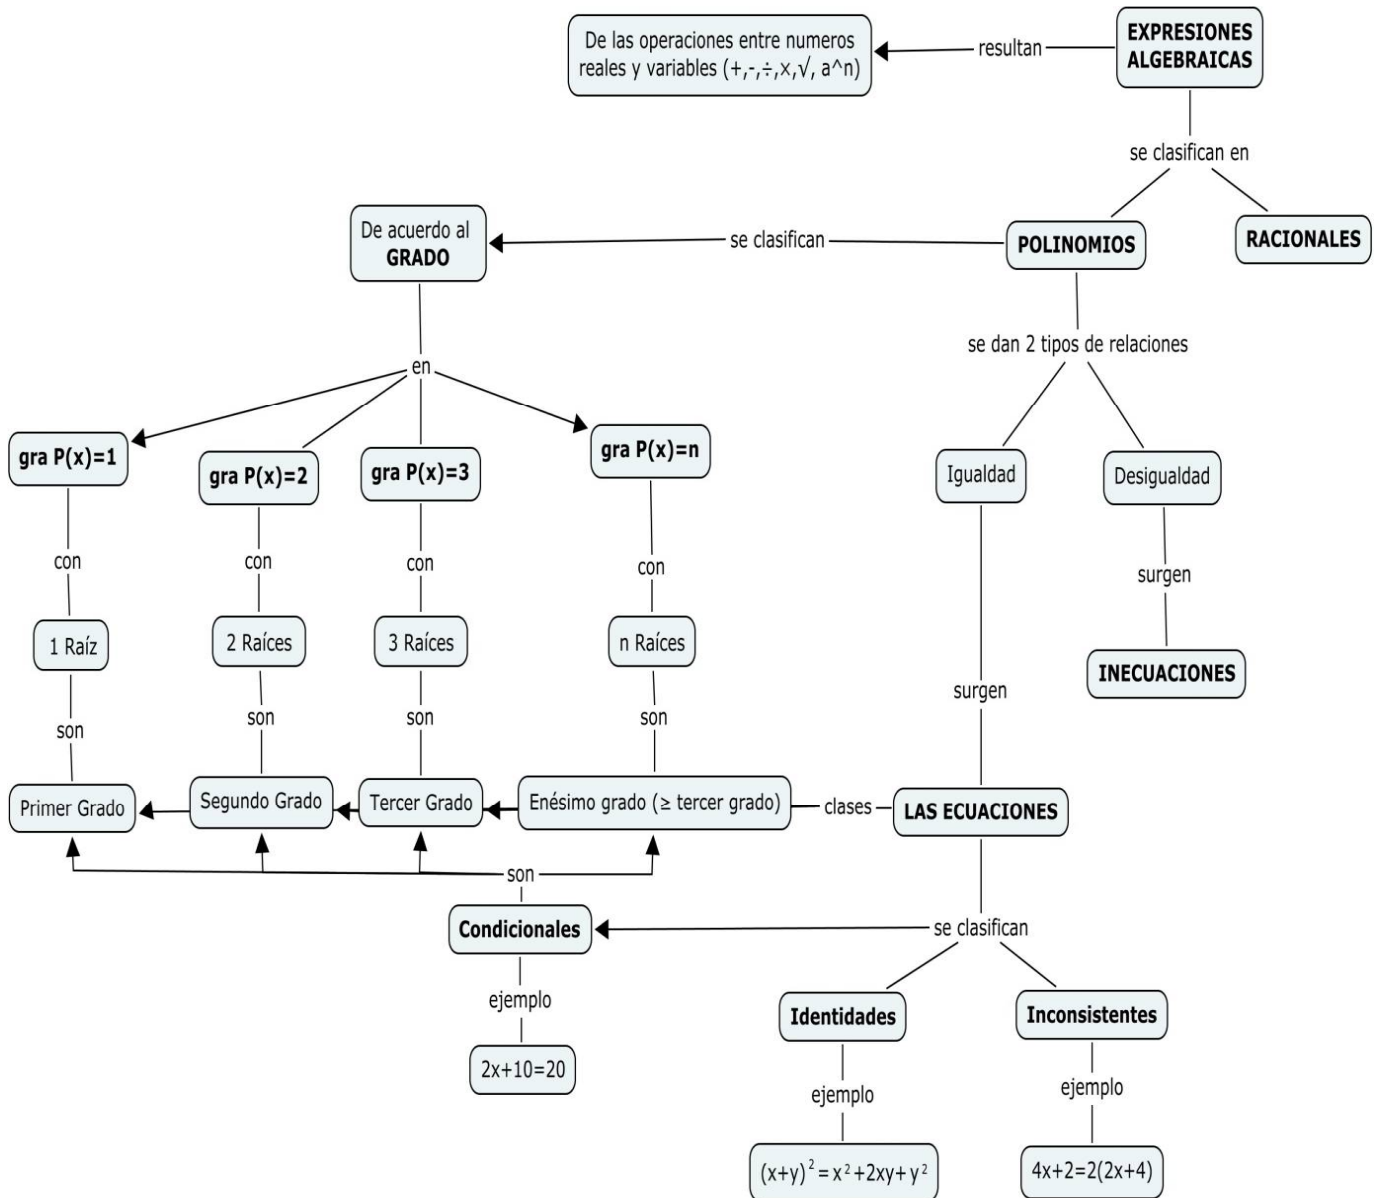 De las operaciones entre numeros
reales y variables (+,-,÷,×,√, a^n)
resultan
EXPRESIONES
ALGEBRAICAS
se clasifican en
De acuerdo al
GRADO
se clasifican
POLINOMIOS
RACIONALES
se dan 2 tipos de relaciones
en
gra P(x)=1
gra P(x)=2
gra P(x)=3
gra P(x)=n
Igualdad
Desigualdad
con
con
con
con
surgen
1 Raíz
2 Raíces
3 Raíces
n Raíces
INECUACIONES
surgen
son
son
son
son
Primer Grado
Segundo Grado
Tercer Grado
Enésimo grado (≥ tercer grado)
clases
LAS ECUACIONES
son
Condicionales
se clasifican
ejemplo
Identidades
Inconsistentes
2x+10=20
ejemplo
ejemplo
(x+y)²=x²+2xy+y²
4x+2=2(2x+4)